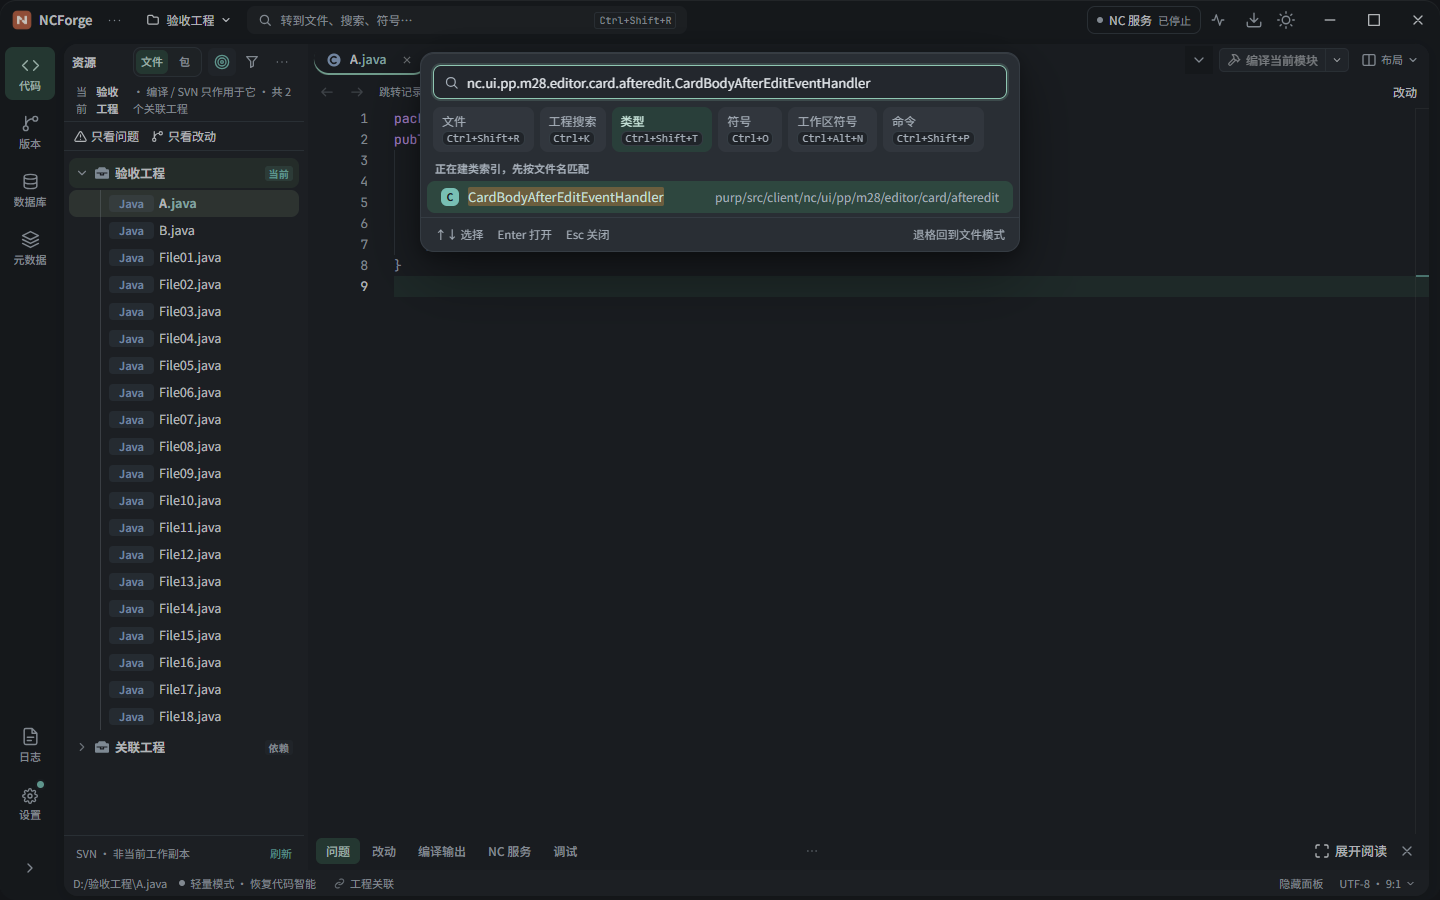 NCForge ··· 验收工程 转到文件、搜索、符号… Ctrl+Shift+R NC 服务 已停止
代码
版本
数据库
元数据
日志
设置
资源 文件 包 ···
当前 验收工程 · 编译 / SVN 只作用于它 · 共 2 个关联工程
只看问题 只看改动
验收工程 当前
Java A.java
Java B.java
Java File01.java
Java File02.java
Java File03.java
Java File04.java
Java File05.java
Java File06.java
Java File07.java
Java File08.java
Java File09.java
Java File10.java
Java File11.java
Java File12.java
Java File13.java
Java File14.java
Java File15.java
Java File16.java
Java File17.java
Java File18.java
关联工程 依赖
SVN · 非当前工作副本 刷新
C A.java × 编译当前模块 布局
跳转记录 改动
1 pac
2 pub
3
4
5
6
7
8 }
9
nc.ui.pp.m28.editor.card.afteredit.CardBodyAfterEditEventHandler
文件 工程搜索 类型 符号 工作区符号 命令
Ctrl+Shift+R Ctrl+K Ctrl+Shift+T Ctrl+O Ctrl+Alt+N Ctrl+Shift+P
正在建类索引，先按文件名匹配
C CardBodyAfterEditEventHandler purp/src/client/nc/ui/pp/m28/editor/card/afteredit
↑↓ 选择 Enter 打开 Esc 关闭 退格回到文件模式
问题 改动 编译输出 NC 服务 调试 ··· 展开阅读
D:/验收工程\A.java 轻量模式 · 恢复代码智能 工程关联 隐藏面板 UTF-8 · 9:1